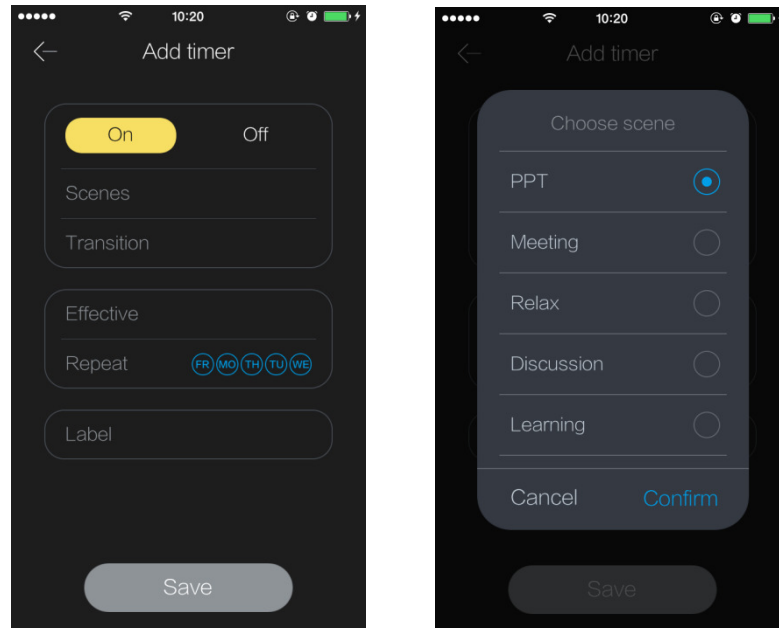 10:20
Add timer
On Off
Scenes
Transition
Effective
Repeat FR MO TH TU WE
Label
Save
10:20
Add timer
Choose scene
PPT
Meeting
Relax
Discussion
Learning
Cancel Confirm
Save